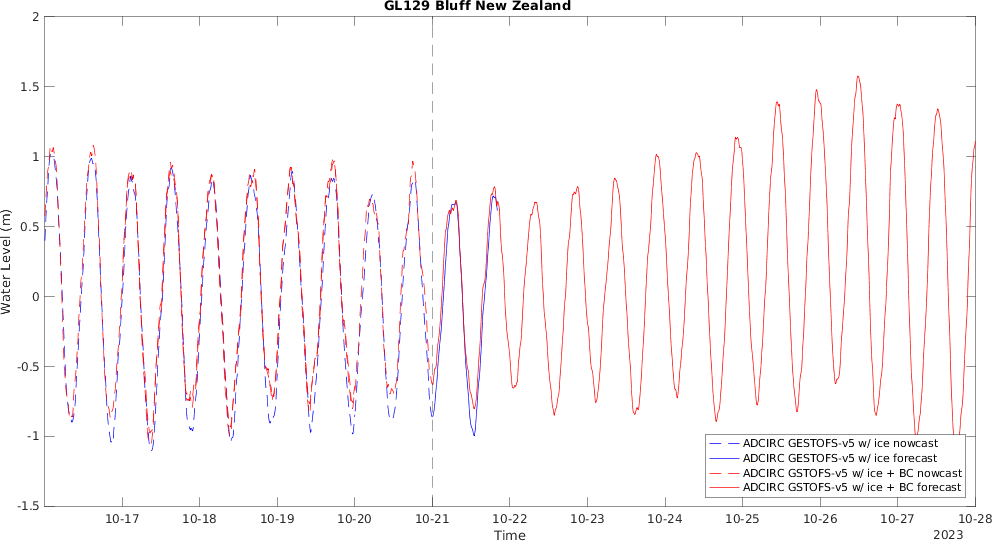 GL129 Bluff New Zealand
2
1.5
1
0.5
0
-0.5
-1
-1.5
Water Level (m)
10-17 10-18 10-19 10-20 10-21 10-22 10-23 10-24 10-25 10-26 10-27 10-28
Time
2023
ADCIRC GESTOFS-v5 w/ ice nowcast
ADCIRC GESTOFS-v5 w/ ice forecast
ADCIRC GSTOFS-v5 w/ ice + BC nowcast
ADCIRC GSTOFS-v5 w/ ice + BC forecast